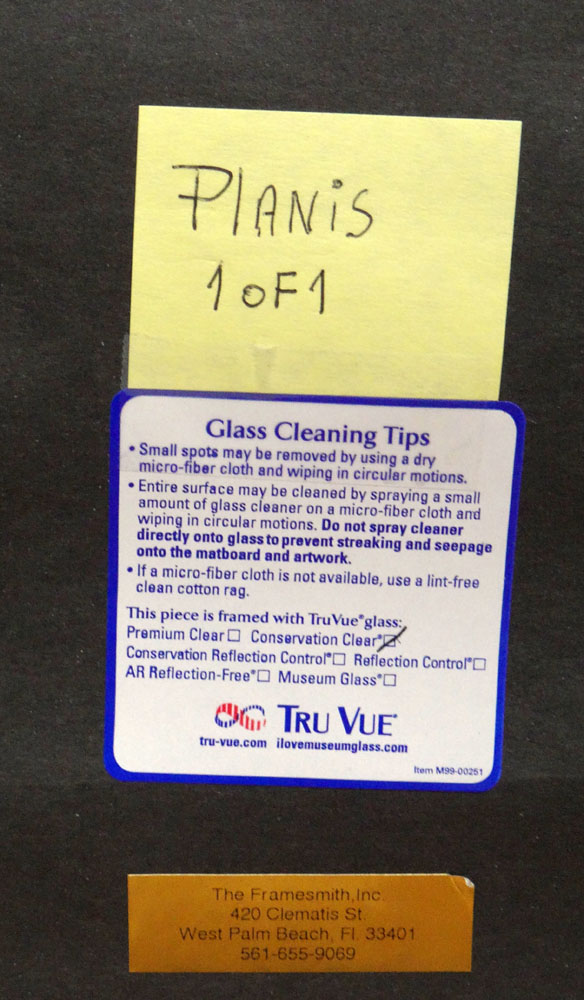 PlANiS
1 oF 1
Glass Cleaning Tips
• Small spots may be removed by using a dry
micro-fiber cloth and wiping in circular motions.
• Entire surface may be cleaned by spraying a small
amount of glass cleaner on a micro-fiber cloth and
wiping in circular motions. Do not spray cleaner
directly onto glass to prevent streaking and seepage
onto the matboard and artwork.
• If a micro-fiber cloth is not available, use a lint-free
clean cotton rag.
This piece is framed with TruVue® glass:
Premium Clear☐ Conservation Clear®☑
Conservation Reflection Control®☐ Reflection Control®☐
AR Reflection-Free®☐ Museum Glass®☐
TRU VUE®
tru-vue.com ilovemuseumglass.com
Item M99-00251
The Framesmith,Inc.
420 Clematis St.
West Palm Beach, Fl. 33401
561-655-9069